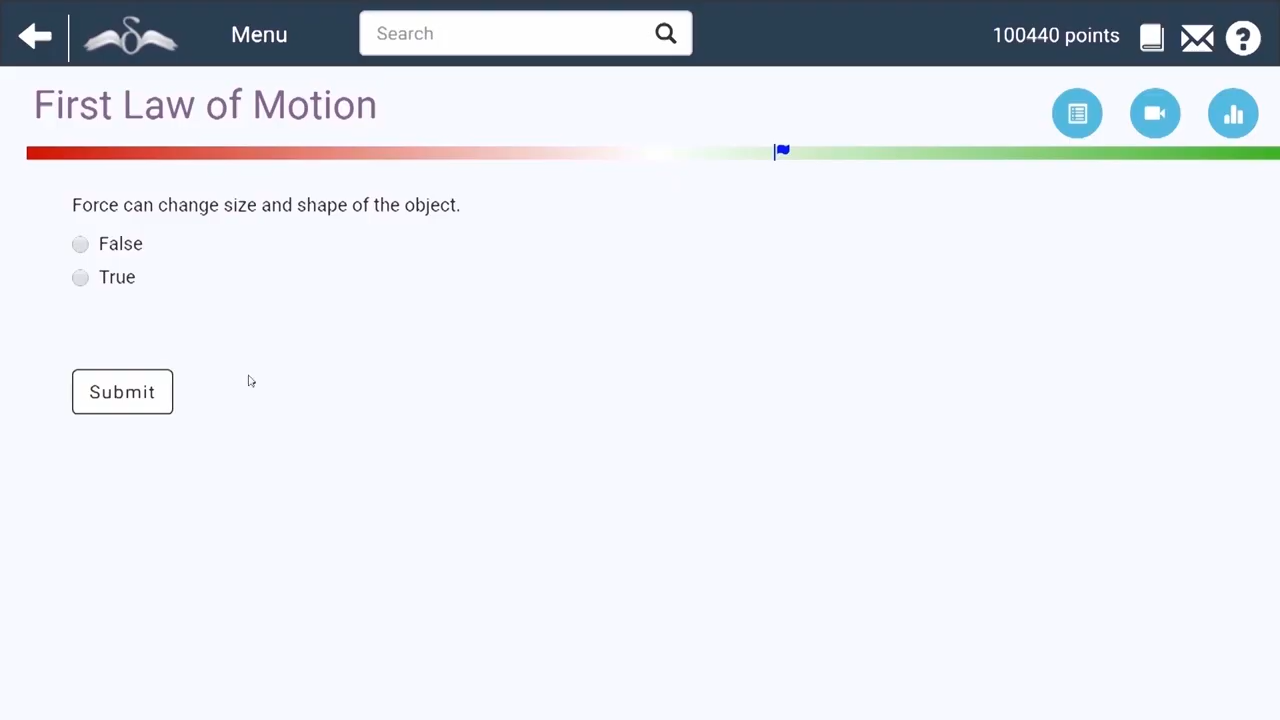 Menu
Search
100440 points
?
First Law of Motion
Force can change size and shape of the object.
False
True
Submit